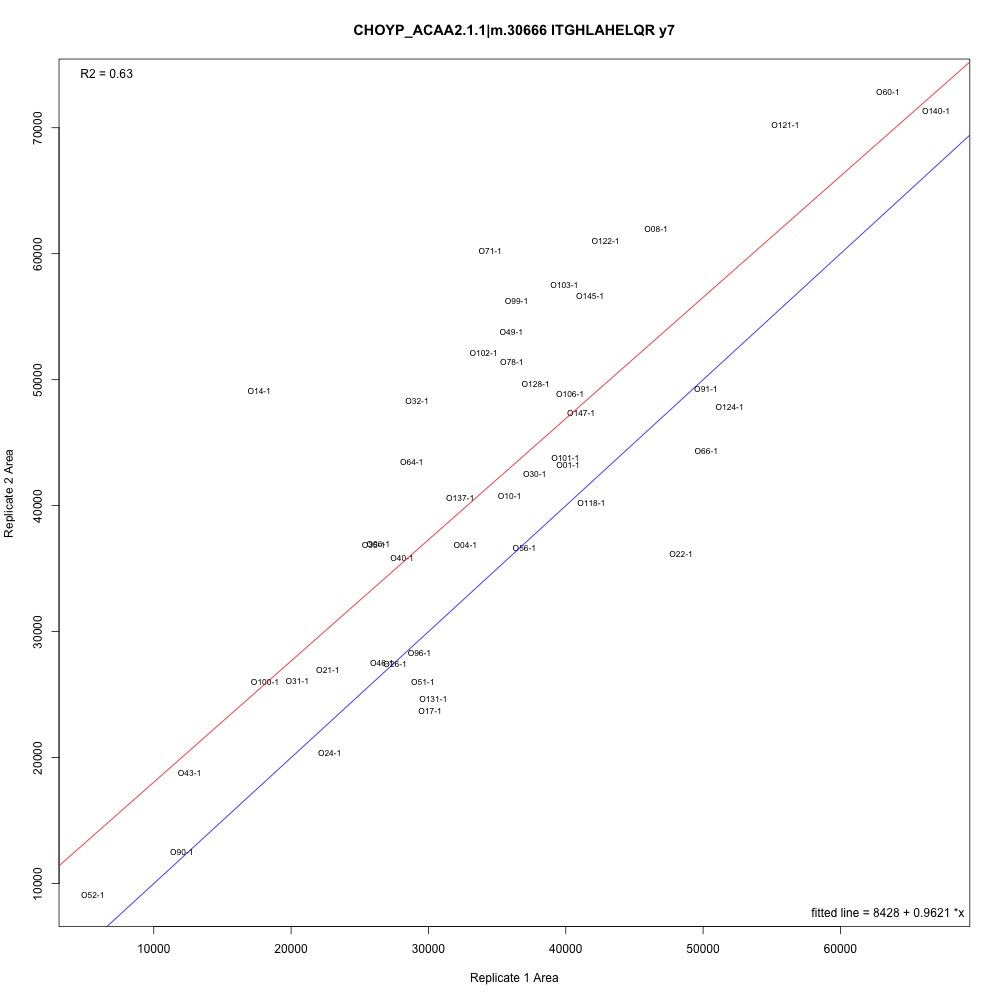 CHOYP_ACAA2.1.1|m.30666 ITGHLAHELQR y7
R2 = 0.63
O60-1
O140-1
O121-1
70000
O08-1
O122-1
O71-1
60000
O103-1
O145-1
O99-1
O49-1
O102-1
O78-1
O128-1
50000
O14-1
O91-1
O106-1
O32-1
O124-1
O147-1
O66-1
O101-1
O64-1
O01-1
O30-1
O10-1
O137-1
O118-1
40000
O04-1
O56-1
O22-1
O40-1
Replicate 2 Area
30000
O96-1
O46-1
O26-1
O21-1
O31-1
O100-1
O51-1
O131-1
O17-1
O24-1
20000
O43-1
O90-1
10000
O52-1
fitted line = 8428 + 0.9621 *x
10000 20000 30000 40000 50000 60000
Replicate 1 Area